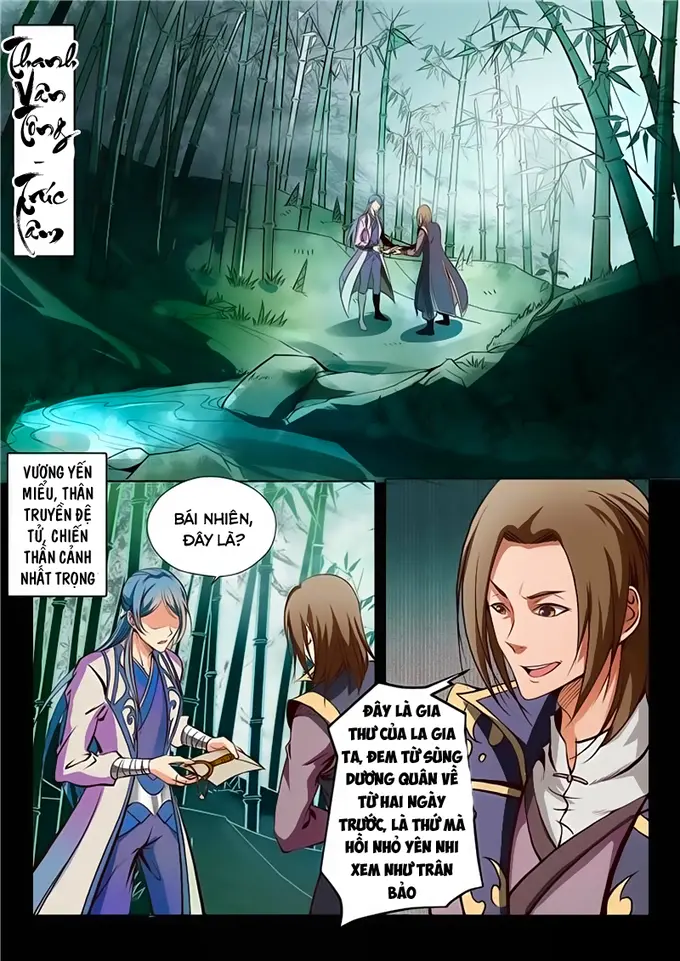 Thanh
Vân
Tông
-
Trúc
Lâm
VƯƠNG YẾN
MIỂU, THÂN
TRUYỀN ĐỆ
TỬ, CHIẾN
THẦN CẢNH
NHẤT TRỌNG
BÁI NHIÊN,
ĐÂY LÀ?
ĐÂY LÀ GIA
THƯ CỦA LA GIA
TA, ĐEM TỪ SÙNG
DƯƠNG QUÂN VỀ
TỪ HAI NGÀY
TRƯỚC, LÀ THỨ MÀ
HỒI NHỎ YÊN NHI
XEM NHƯ TRÂN
BẢO